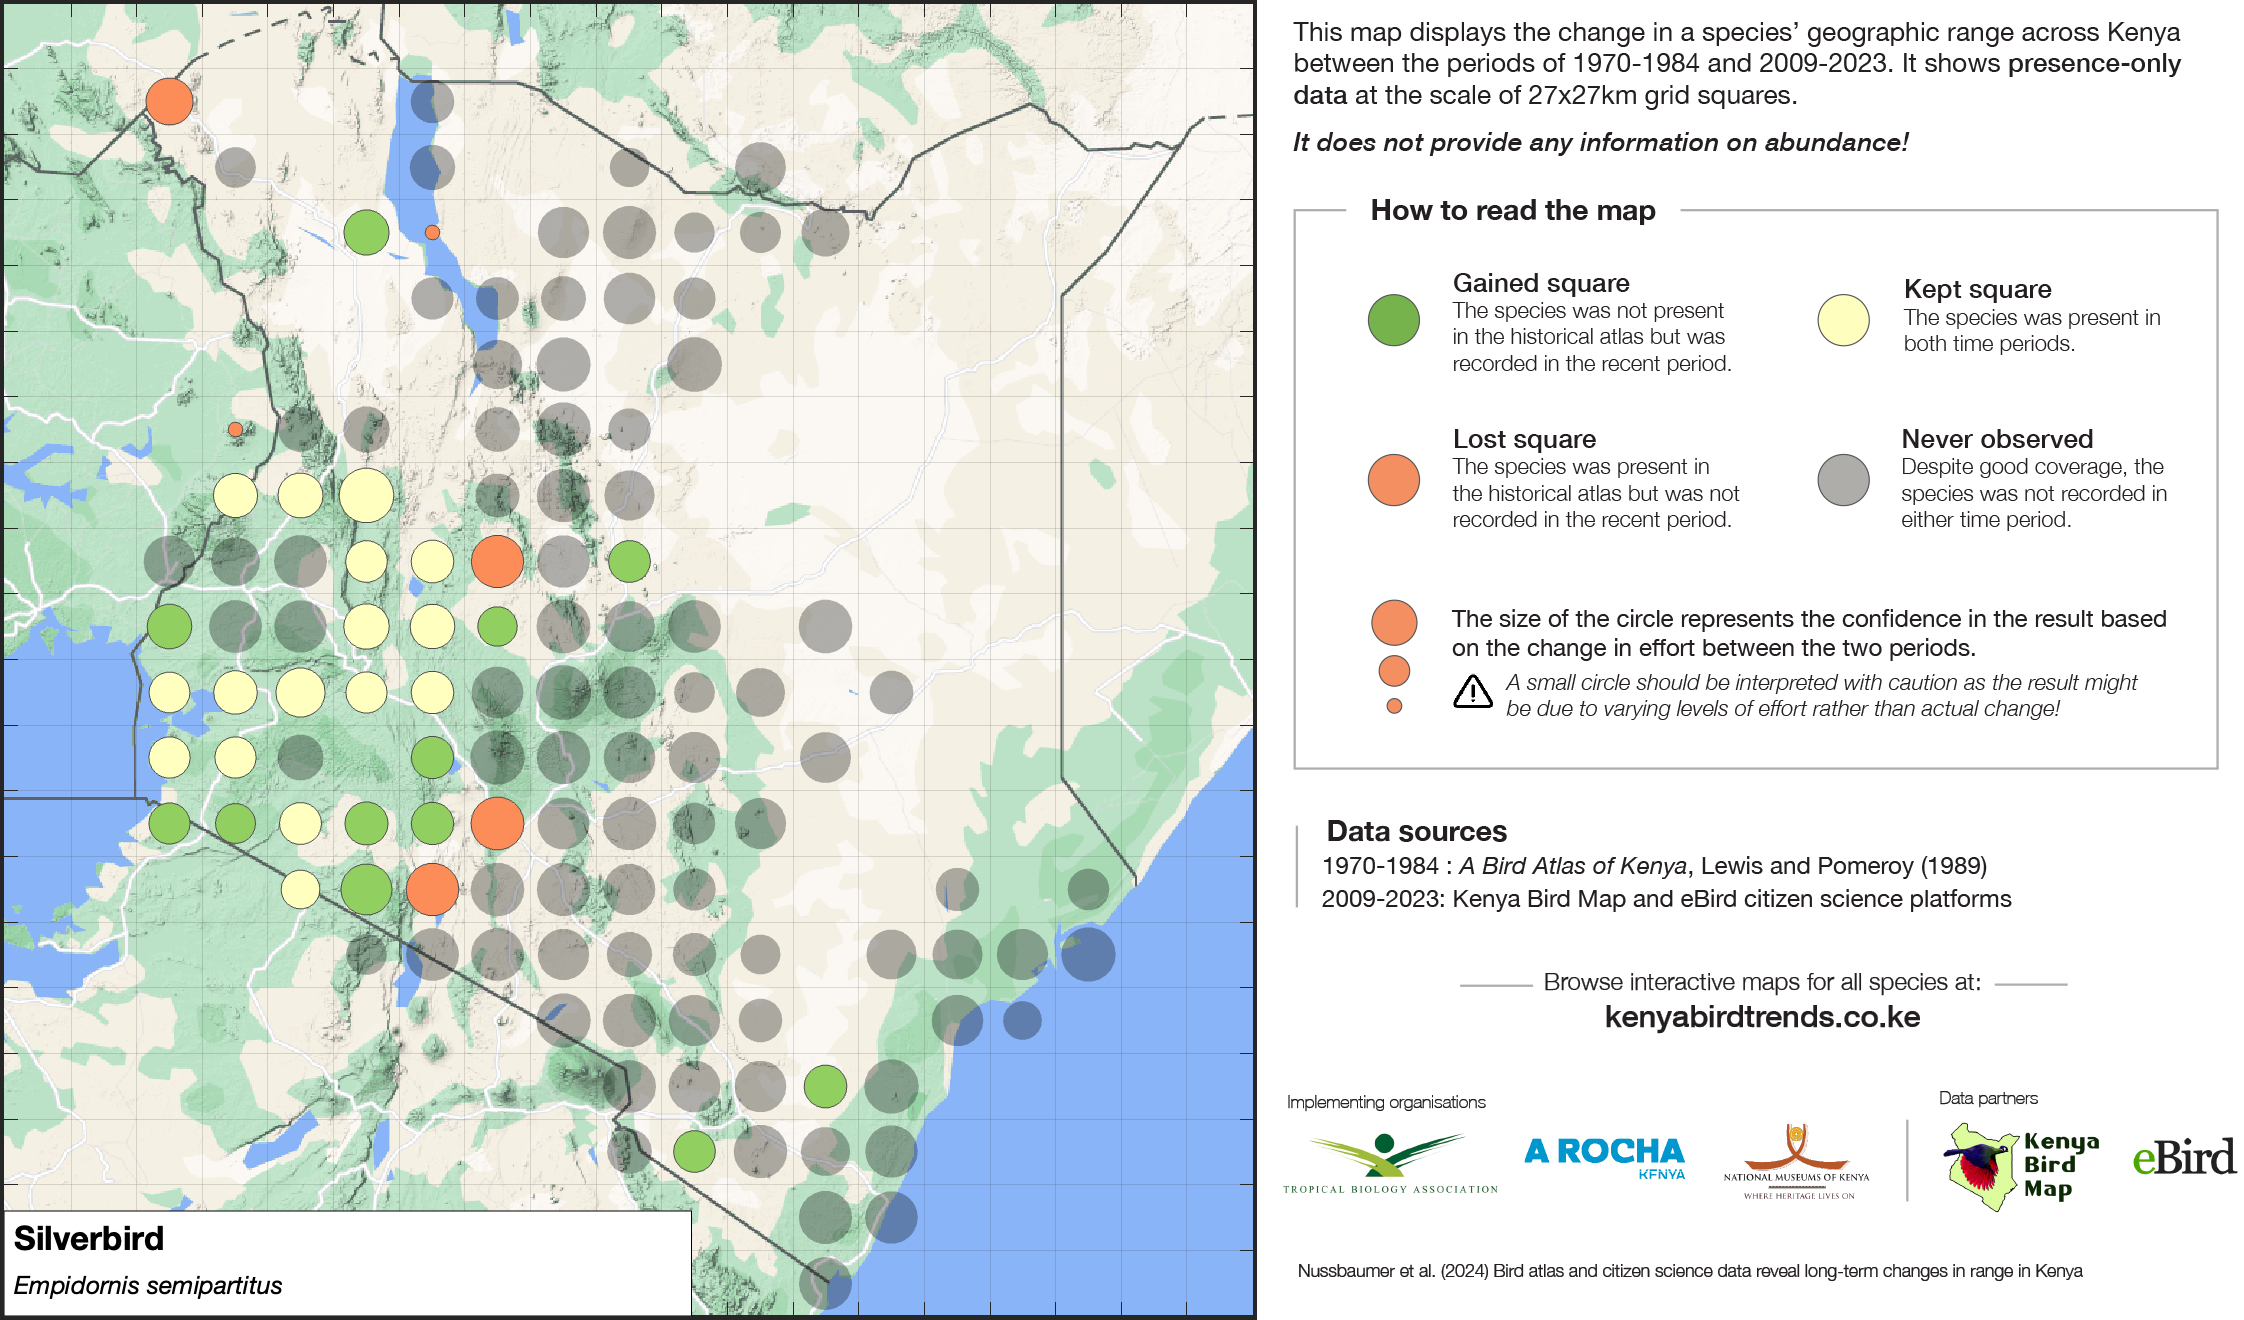 This map displays the change in a species’ geographic range across Kenya
between the periods of 1970-1984 and 2009-2023. It shows presence-only
data at the scale of 27x27km grid squares.
It does not provide any information on abundance!
How to read the map
Gained square
The species was not present
in the historical atlas but was
recorded in the recent period.
Kept square
The species was present in
both time periods.
Lost square
The species was present in
the historical atlas but was not
recorded in the recent period.
Never observed
Despite good coverage, the
species was not recorded in
either time period.
The size of the circle represents the confidence in the result based
on the change in effort between the two periods.
A small circle should be interpreted with caution as the result might
be due to varying levels of effort rather than actual change!
Data sources
1970-1984 : A Bird Atlas of Kenya, Lewis and Pomeroy (1989)
2009-2023: Kenya Bird Map and eBird citizen science platforms
Browse interactive maps for all species at:
kenyabirdtrends.co.ke
Implementing organisations
Data partners
TROPICAL BIOLOGY ASSOCIATION
A ROCHA
KENYA
NATIONAL MUSEUMS OF KENYA
WHERE HERITAGE LIVES ON
Kenya
Bird
Map
eBird
Silverbird
Empidornis semipartitus
Nussbaumer et al. (2024) Bird atlas and citizen science data reveal long-term changes in range in Kenya